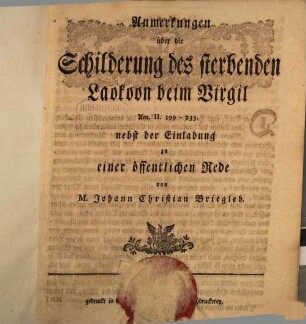 Anmerkungen
über die
Schilderung des sterbenden
Laokoon beim Virgil
Aen. II. 199-233.
nebst der Einladung
zu
einer öffentlichen Rede
von
M. Johann Christian Briegleb.
gedruckt in druckerey.